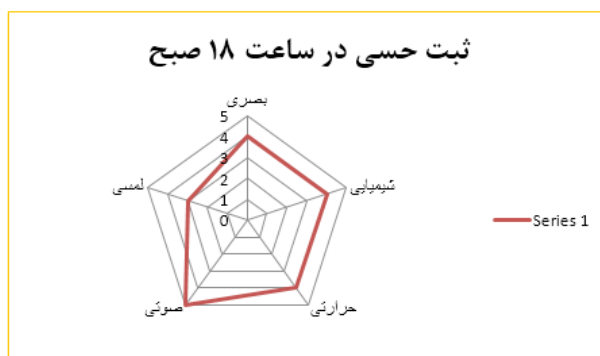 ثبت حسی در ساعت ۱۸ صبح
بصری
5
4
3
2
1
0
شیمیایی
حرارتی
صوتی
لمسی
Series 1